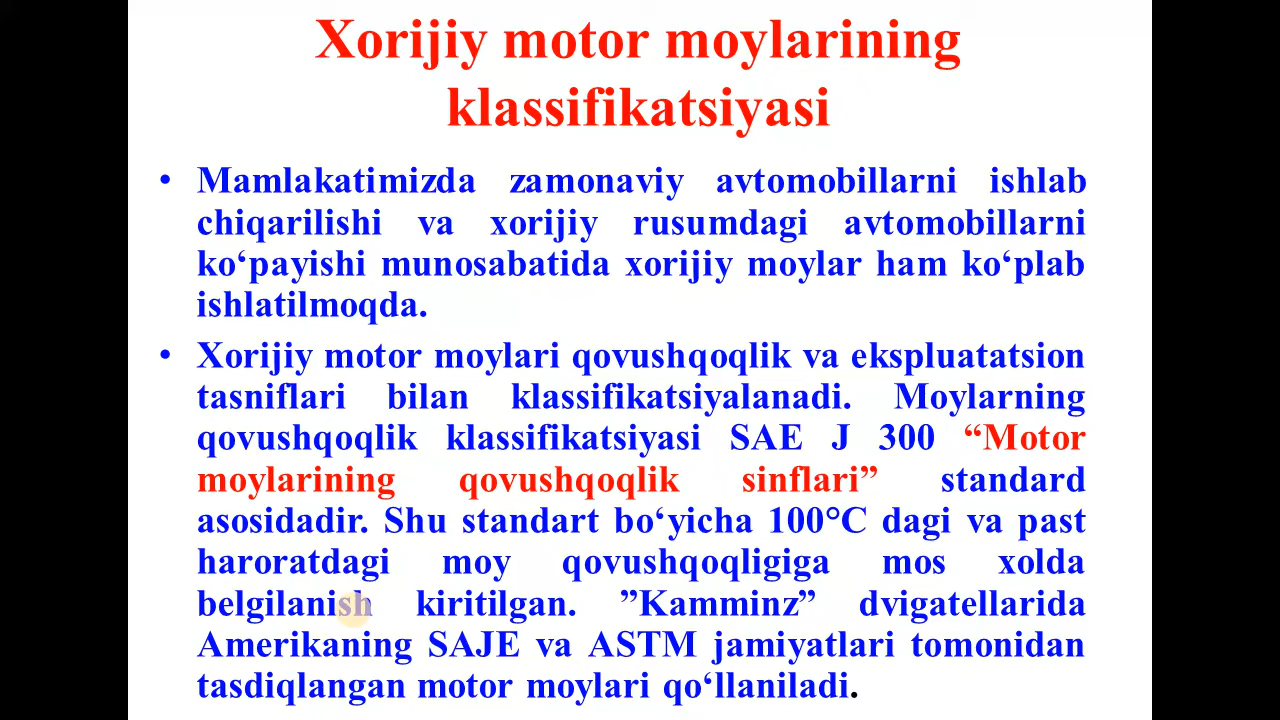 Xorijiy motor moylarining
klassifikatsiyasi
• Mamlakatimizda zamonaviy avtomobillarni ishlab
chiqarilishi va xorijiy rusumdagi avtomobillarni
ko‘payishi munosabatida xorijiy moylar ham ko‘plab
ishlatilmoqda.
• Xorijiy motor moylari qovushqoqlik va ekspluatatsion
tasniflari bilan klassifikatsiyalanadi. Moylarning
qovushqoqlik klassifikatsiyasi SAE J 300 “Motor
moylarining qovushqoqlik sinflari” standard
asosidadir. Shu standart bo‘yicha 100°C dagi va past
haroratdagi moy qovushqoqligiga mos xolda
belgilanish kiritilgan. ”Kamminz” dvigatellarida
Amerikaning SAJE va ASTM jamiyatlari tomonidan
tasdiqlangan motor moylari qo‘llaniladi.